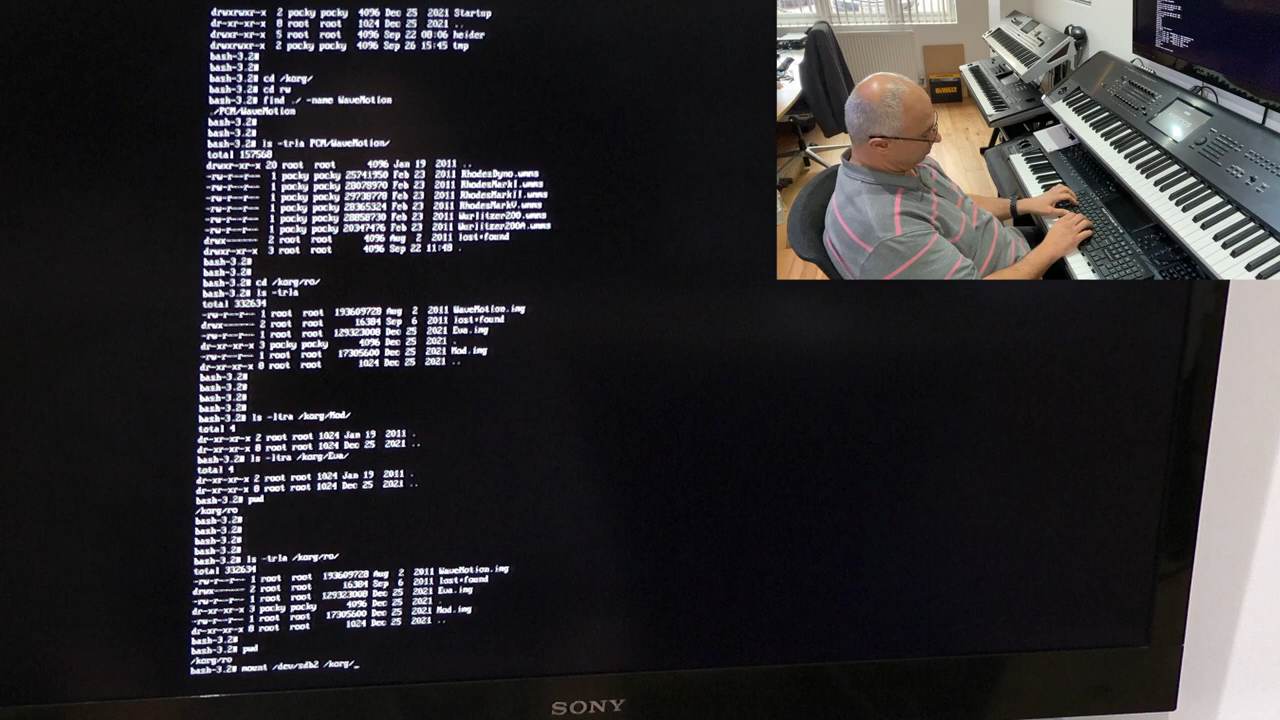 drwxrwxr-x 2 pocky pocky 4096 Dec 25 2021 Startup
drwxr-xr-x 8 root root 1024 Dec 25 2021 ..
drwxr-xr-x 5 root root 4096 Sep 22 08:06 heider
drwxrwxr-x 2 pocky pocky 4096 Sep 26 15:45 tmp
bash-3.2#
bash-3.2#
bash-3.2# cd /korg/
bash-3.2# cd rw
bash-3.2# find ./ -name WaveMotion
./PCM/WaveMotion
bash-3.2#
bash-3.2#
bash-3.2# ls -trla PCM/WaveMotion/
total 157568
drwxr-xr-x 20 root root 4096 Jan 19 2011 ..
-rw-r--r-- 1 pocky pocky 25741950 Feb 23 2011 RhodesDyno.wmms
-rw-r--r-- 1 pocky pocky 28078970 Feb 23 2011 RhodesMarkI.wmms
-rw-r--r-- 1 pocky pocky 29738778 Feb 23 2011 RhodesMarkII.wmms
-rw-r--r-- 1 pocky pocky 28365324 Feb 23 2011 RhodesMarkV.wmms
-rw-r--r-- 1 pocky pocky 28858730 Feb 23 2011 Wurlitzer200.wmms
-rw-r--r-- 1 pocky pocky 20347476 Feb 23 2011 Wurlitzer200A.wmms
drwx------ 2 root root 4096 Aug 2 2011 lost+found
drwxr-xr-x 3 root root 4096 Sep 22 11:49 .
bash-3.2#
bash-3.2#
bash-3.2# cd /korg/ro/
bash-3.2# ls -trla
total 332634
-rw-r--r-- 1 root root 193609728 Aug 2 2011 WaveMotion.img
drwx------ 2 root root 16384 Sep 6 2011 lost+found
-rw-r--r-- 1 root root 129323008 Dec 25 2021 Eva.img
dr-xr-xr-x 3 pocky pocky 4096 Dec 25 2021 .
-rw-r--r-- 1 root root 17305600 Dec 25 2021 Mod.img
dr-xr-xr-x 8 root root 1024 Dec 25 2021 ..
bash-3.2#
bash-3.2#
bash-3.2#
bash-3.2#
bash-3.2# ls -ltra /korg/Mod/
total 4
dr-xr-xr-x 2 root root 1024 Jan 19 2011 .
dr-xr-xr-x 8 root root 1024 Dec 25 2021 ..
bash-3.2# ls -ltra /korg/Eva/
total 4
dr-xr-xr-x 2 root root 1024 Jan 19 2011 .
dr-xr-xr-x 8 root root 1024 Dec 25 2021 ..
bash-3.2# pwd
/korg/ro
bash-3.2#
bash-3.2#
bash-3.2#
bash-3.2#
bash-3.2# ls -trla /korg/ro/
total 332634
-rw-r--r-- 1 root root 193609728 Aug 2 2011 WaveMotion.img
drwx------ 2 root root 16384 Sep 6 2011 lost+found
-rw-r--r-- 1 root root 129323008 Dec 25 2021 Eva.img
dr-xr-xr-x 3 pocky pocky 4096 Dec 25 2021 .
-rw-r--r-- 1 root root 17305600 Dec 25 2021 Mod.img
dr-xr-xr-x 8 root root 1024 Dec 25 2021 ..
bash-3.2#
bash-3.2# pwd
/korg/ro
bash-3.2# mount /dev/sdb2 /korg/_
SONY
DEWALT